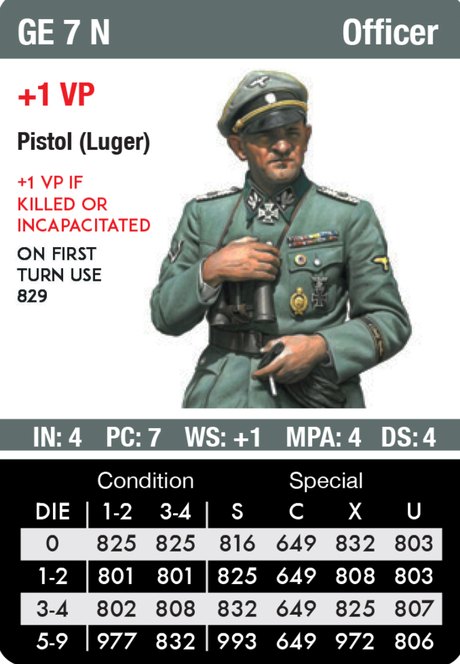 GE 7 N Officer
+1 VP
Pistol (Luger)
+1 VP IF
KILLED OR
INCAPACITATED
ON FIRST
TURN USE
829
IN: 4 PC: 7 WS: +1 MPA: 4 DS: 4
Condition Special
DIE 1-2 3-4 S C X U
0 825 825 816 649 832 803
1-2 801 801 825 649 808 803
3-4 802 808 832 649 825 807
5-9 977 832 993 649 972 806